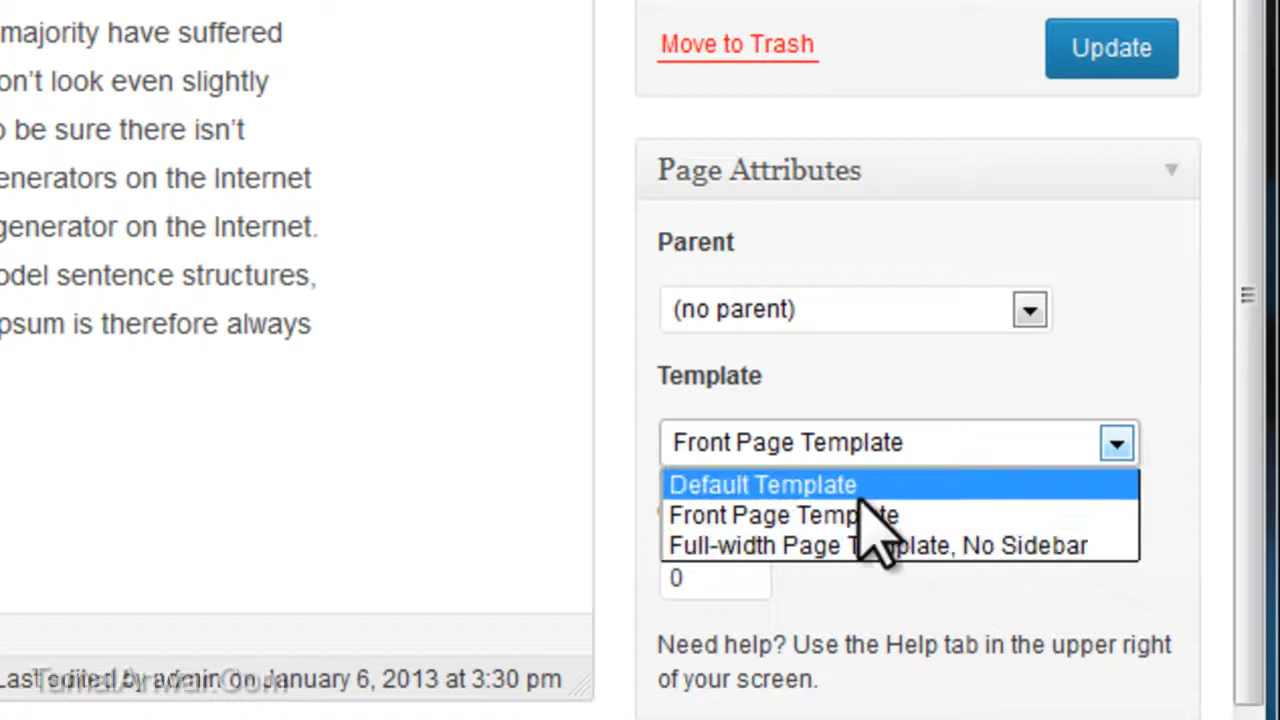 majority have suffered
on't look even slightly
o be sure there isn't
enerators on the Internet
generator on the Internet.
odel sentence structures,
psum is therefore always
Last edited by admin on January 6, 2013 at 3:30 pm
TamalAnwar.Com
Move to Trash
Update
Page Attributes
Parent
(no parent)
Template
Front Page Template
Default Template
Front Page Template
Full-width Page Template, No Sidebar
0
Need help? Use the Help tab in the upper right
of your screen.